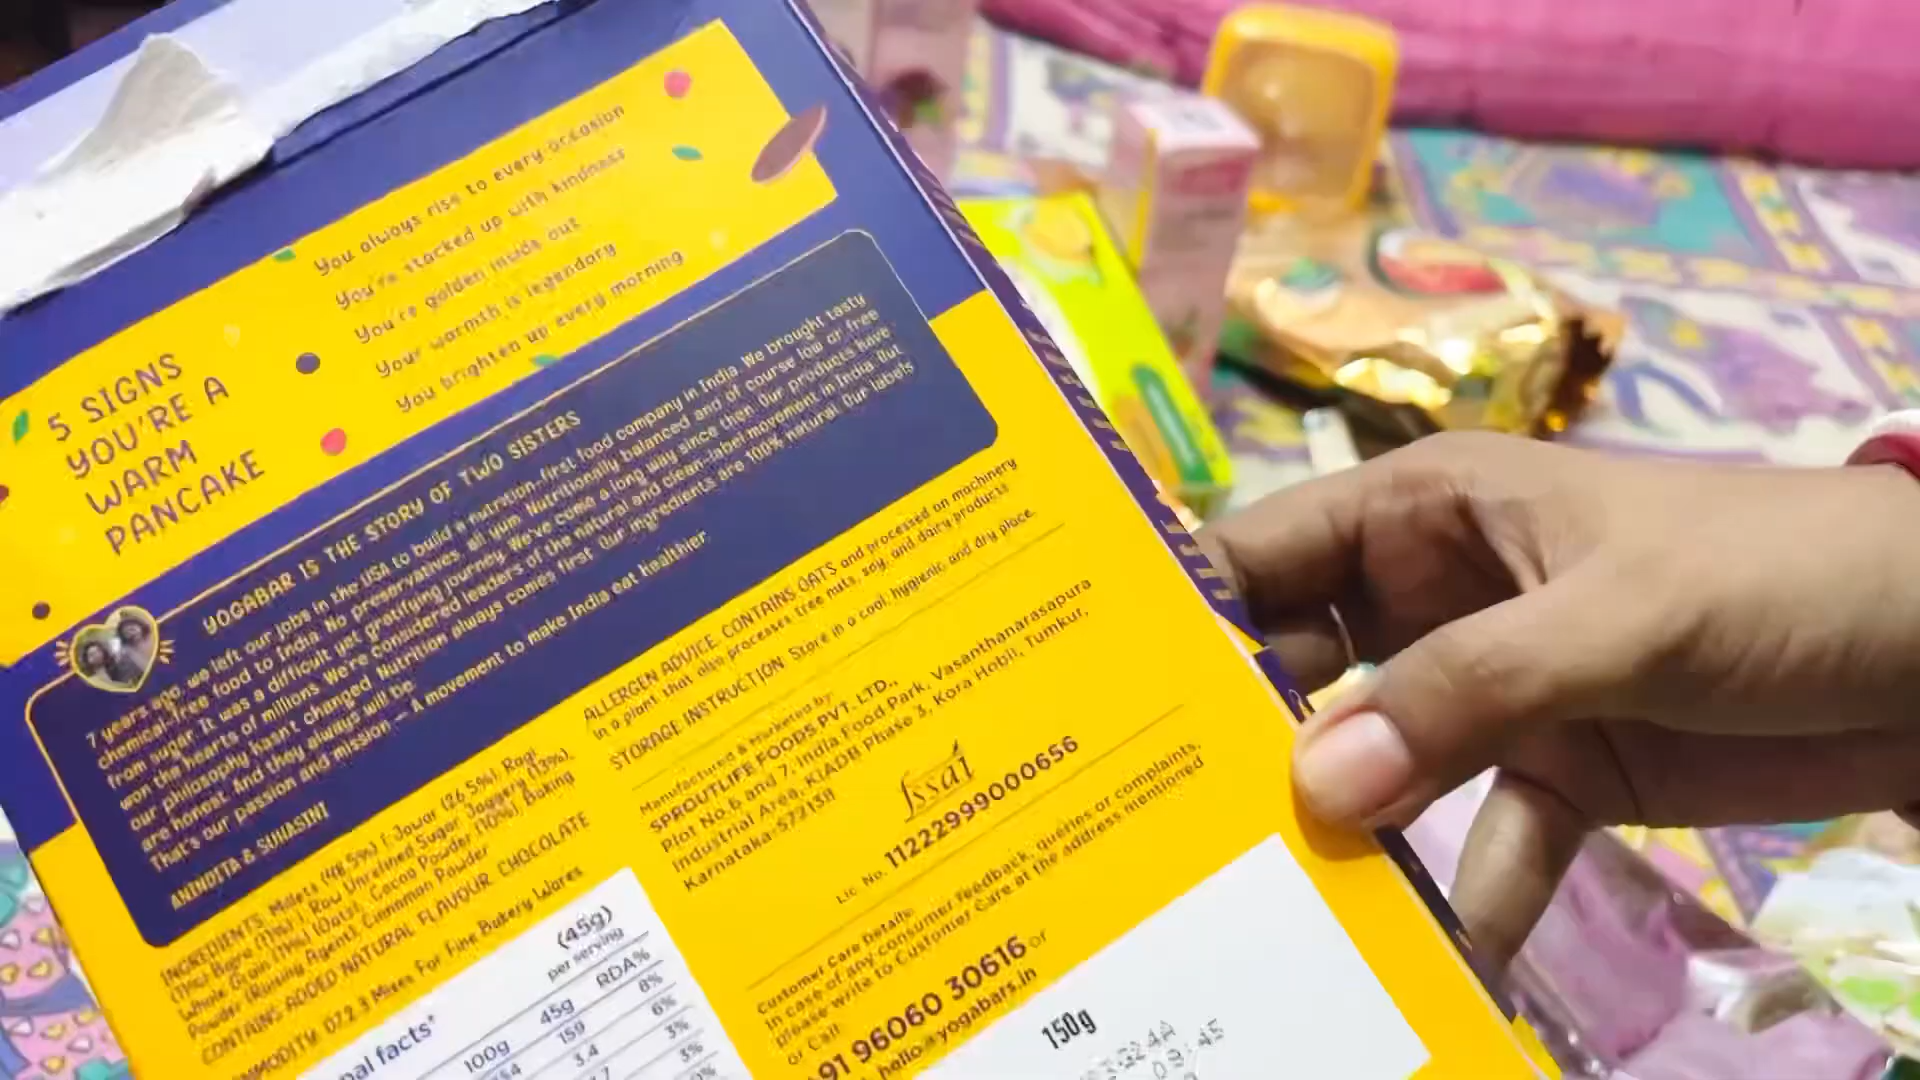 5 SIGNS
YOU'RE A
WARM
PANCAKE
You always rise to every occasion
You're stacked up with kindness
You're golden inside out
Your warmth is legendary
You brighten up every morning
YOGABAR IS THE STORY OF TWO SISTERS
7 years ago, we left our jobs in the USA to build a nutrition-first food company in India. We brought tasty
chemical-free food to India. No preservatives, all yum. Nutritionally balanced and of course low or free
from sugar. It was a difficult yet gratifying journey. We've come a long way since then. Our products have
won the hearts of millions. We're considered leaders of the natural and clean-label movement in India. But
our philosophy hasn't changed. Nutrition always comes first. Our ingredients are 100% natural. Our labels
are honest. And they always will be.
That's our passion and mission – A movement to make India eat healthier.
ANINDITA & SUHASINI
INGREDIENTS: Millets (48.5%) [Jowar (26.5%), Ragi
(11%), Bajra (11%)], Raw Unrefined Sugar Jaggery (13%),
Whole Grain (11%) (Oats), Cacao Powder (10%), Baking
Powder (Raising Agent), Cinnamon Powder
CONTAINS ADDED NATURAL FLAVOUR CHOCOLATE
07.2.3 Mixes For Fine Bakery Wares
facts*
(45g)
per serving
100g 45g RDA%
15g 8%
3.4 6%
3%
3%
ALLERGEN ADVICE: CONTAINS OATS and processed on machinery
in a plant that also processes tree nuts, soy, and dairy products
STORAGE INSTRUCTION: Store in a cool, hygienic and dry place.
Manufactured & Marketed by:
SPROUTLIFE FOODS PVT. LTD.,
Plot No.6 and 7, India Food Park, Vasanthanarasapura
Industrial Area, KIADB Phase 3, Kora Hobli, Tumkur,
Karnataka-572138
fssai
LIC. No. 11222999000656
Customer Care Details:
In case of any consumer feedback, queries or complaints,
please write to Customer Care at the address mentioned
or Call
91 96060 30616 or
hello@yogabars.in
150g